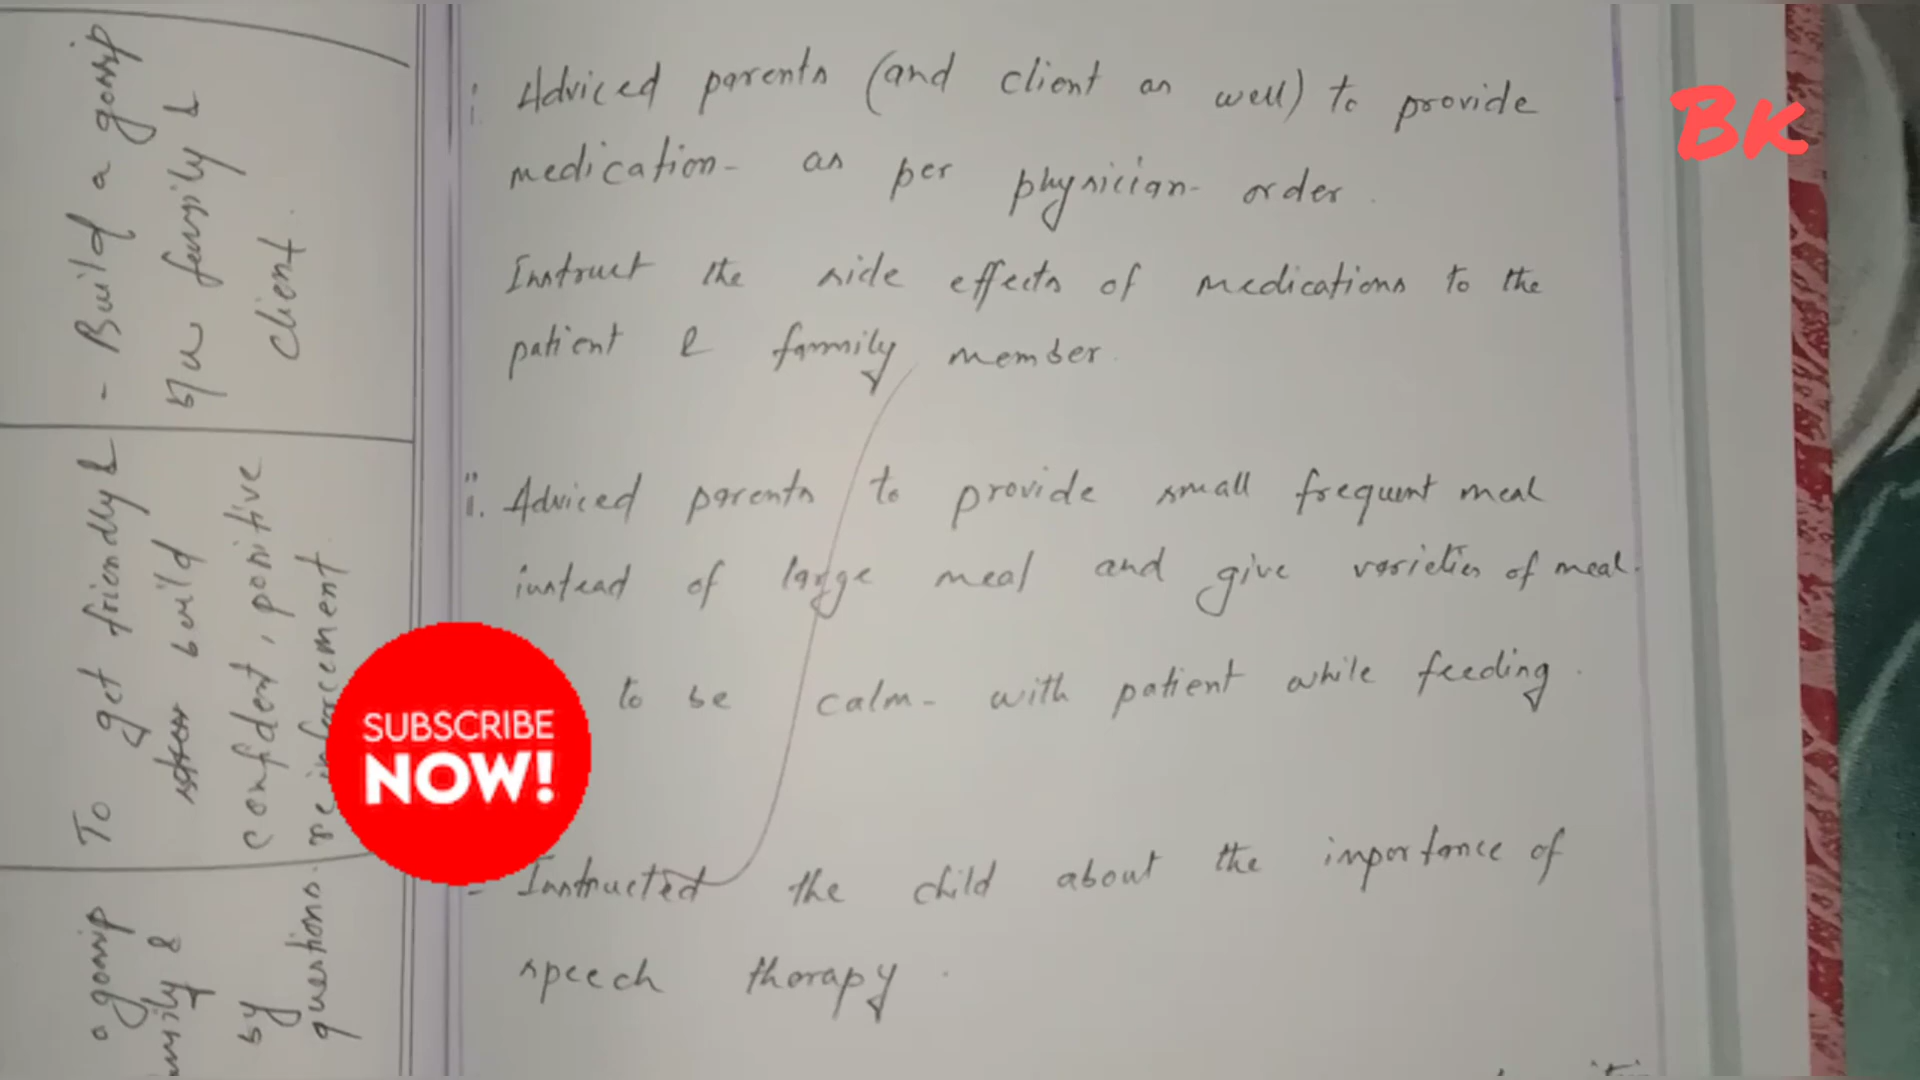 i. Adviced parents (and client as well) to provide
medication as per physician order.
Instruct the side effects of medications to the
patient & fammily member.
ii. Adviced parents to provide small frequent meal
instead of large meal and give varieties of meal.
to be calm with patient while feeding.
- Instructed the child about the importance of
speech therapy.
- Build a gossip
b/w family &
client.
To get friendly &
build
confident, positive
reinforcement.
a gossip
by
questions.
SUBSCRIBE
NOW!
BK